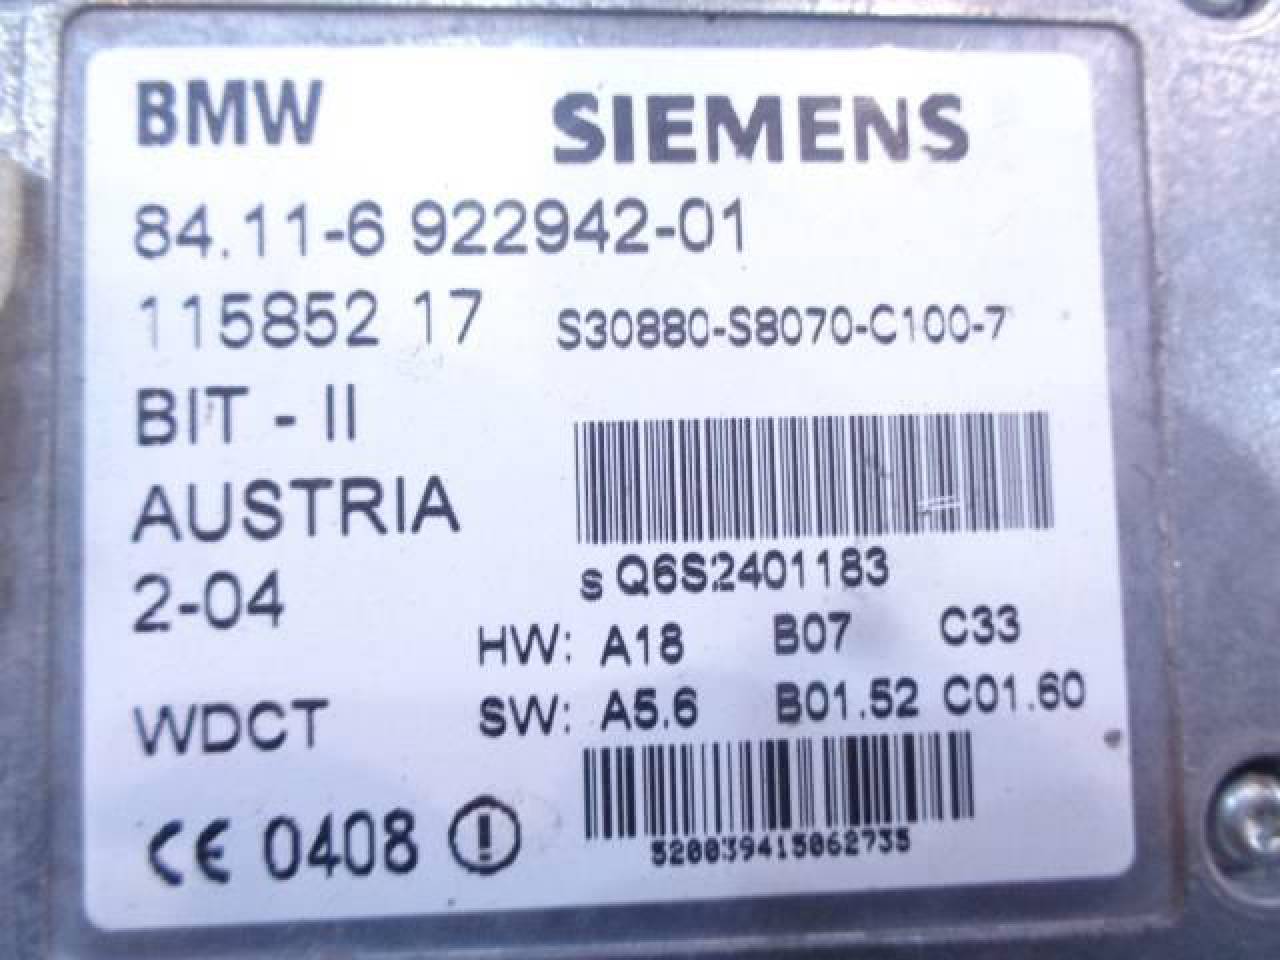 BMW SIEMENS
84.11-6 922942-01
115852 17 S30880-S8070-C100-7
BIT - II
AUSTRIA
s Q6S2401183
2-04
HW: A18 B07 C33
WDCT SW: A5.6 B01.52 C01.60
CE 0408 !
520039415062735